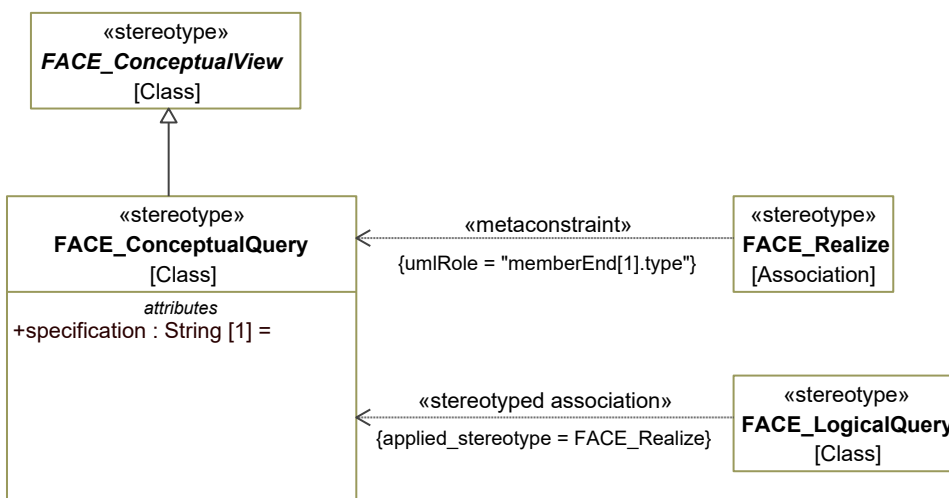 «stereotype»
FACE_ConceptualView
[Class]
«stereotype»
FACE_ConceptualQuery
[Class]
attributes
+specification : String [1] =
«metaconstraint»
{umlRole = "memberEnd[1].type"}
«stereotype»
FACE_Realize
[Association]
«stereotyped association»
{applied_stereotype = FACE_Realize}
«stereotype»
FACE_LogicalQuery
[Class]